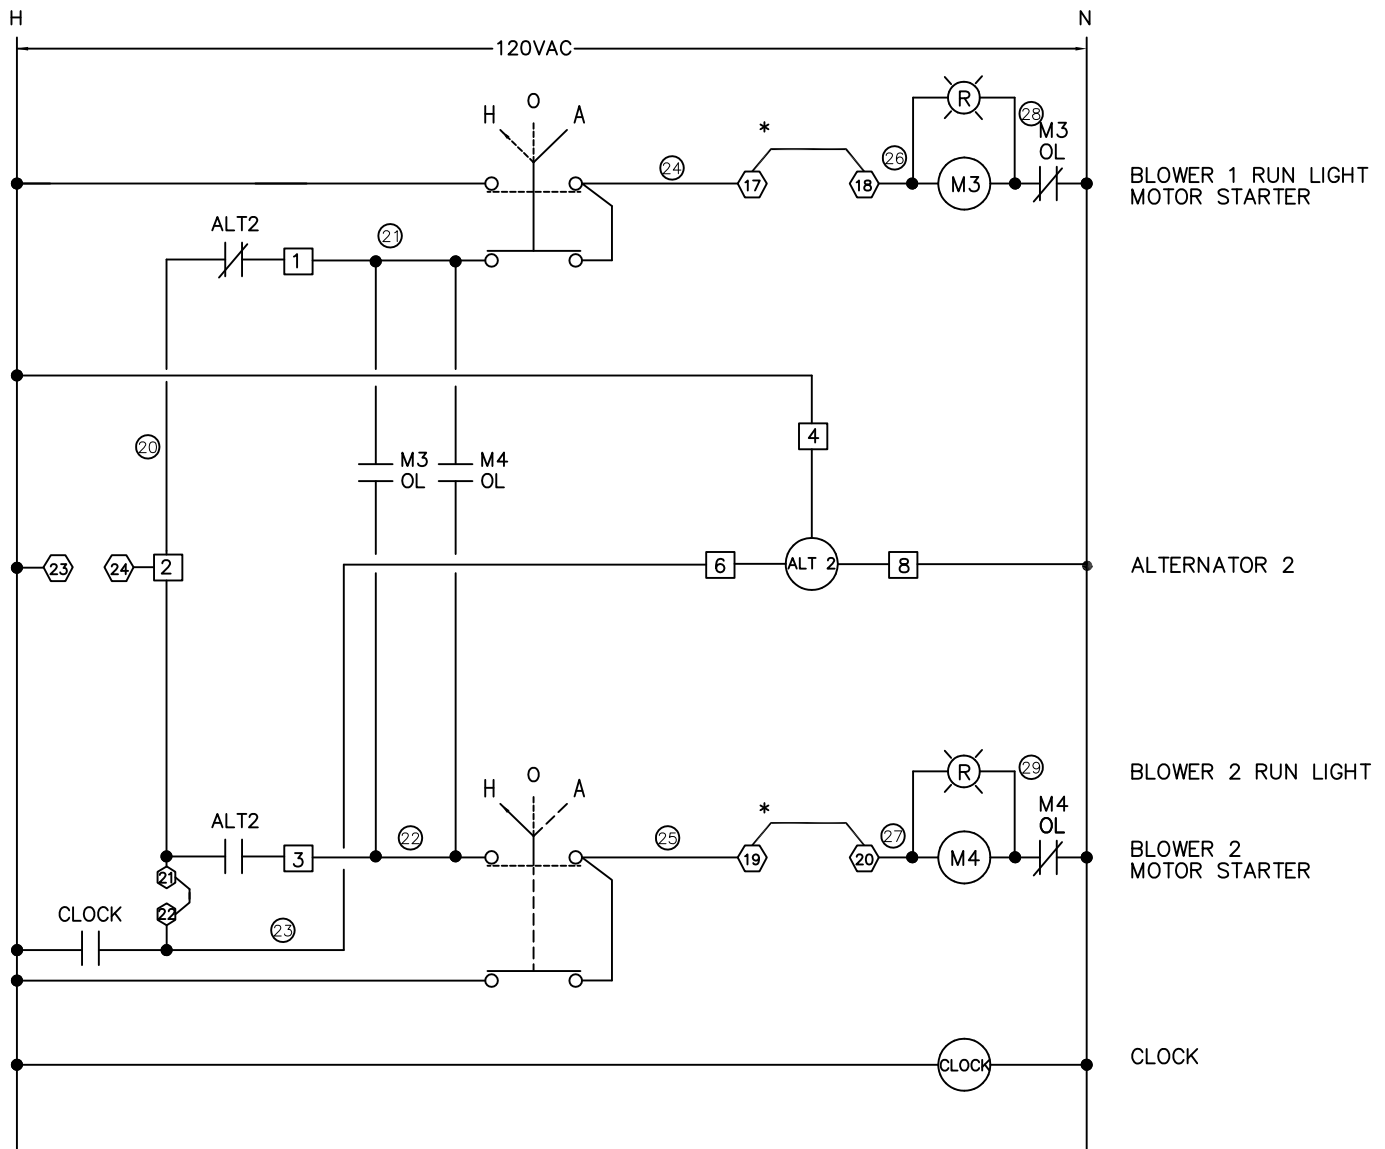 H
N
120VAC
R
O
H
A
*
28
M3
OL
24
26
17
18
M3
BLOWER 1 RUN LIGHT
MOTOR STARTER
ALT2
21
1
4
20
M3
OL
M4
OL
23
24
2
6
ALT 2
8
ALTERNATOR 2
O
H
A
*
R
29
BLOWER 2 RUN LIGHT
M4
OL
ALT2
22
25
27
3
19
20
M4
BLOWER 2
MOTOR STARTER
21
22
CLOCK
23
CLOCK
CLOCK